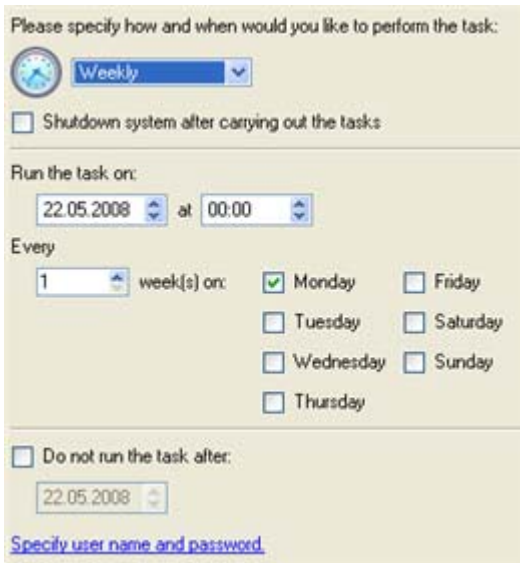 Please specify how and when would you like to perform the task:
Weekly
Shutdown system after carrying out the tasks
Run the task on:
22.05.2008 at 00:00
Every
1 week(s) on: Monday Friday
Tuesday Saturday
Wednesday Sunday
Thursday
Do not run the task after:
22.05.2008
Specify user name and password.